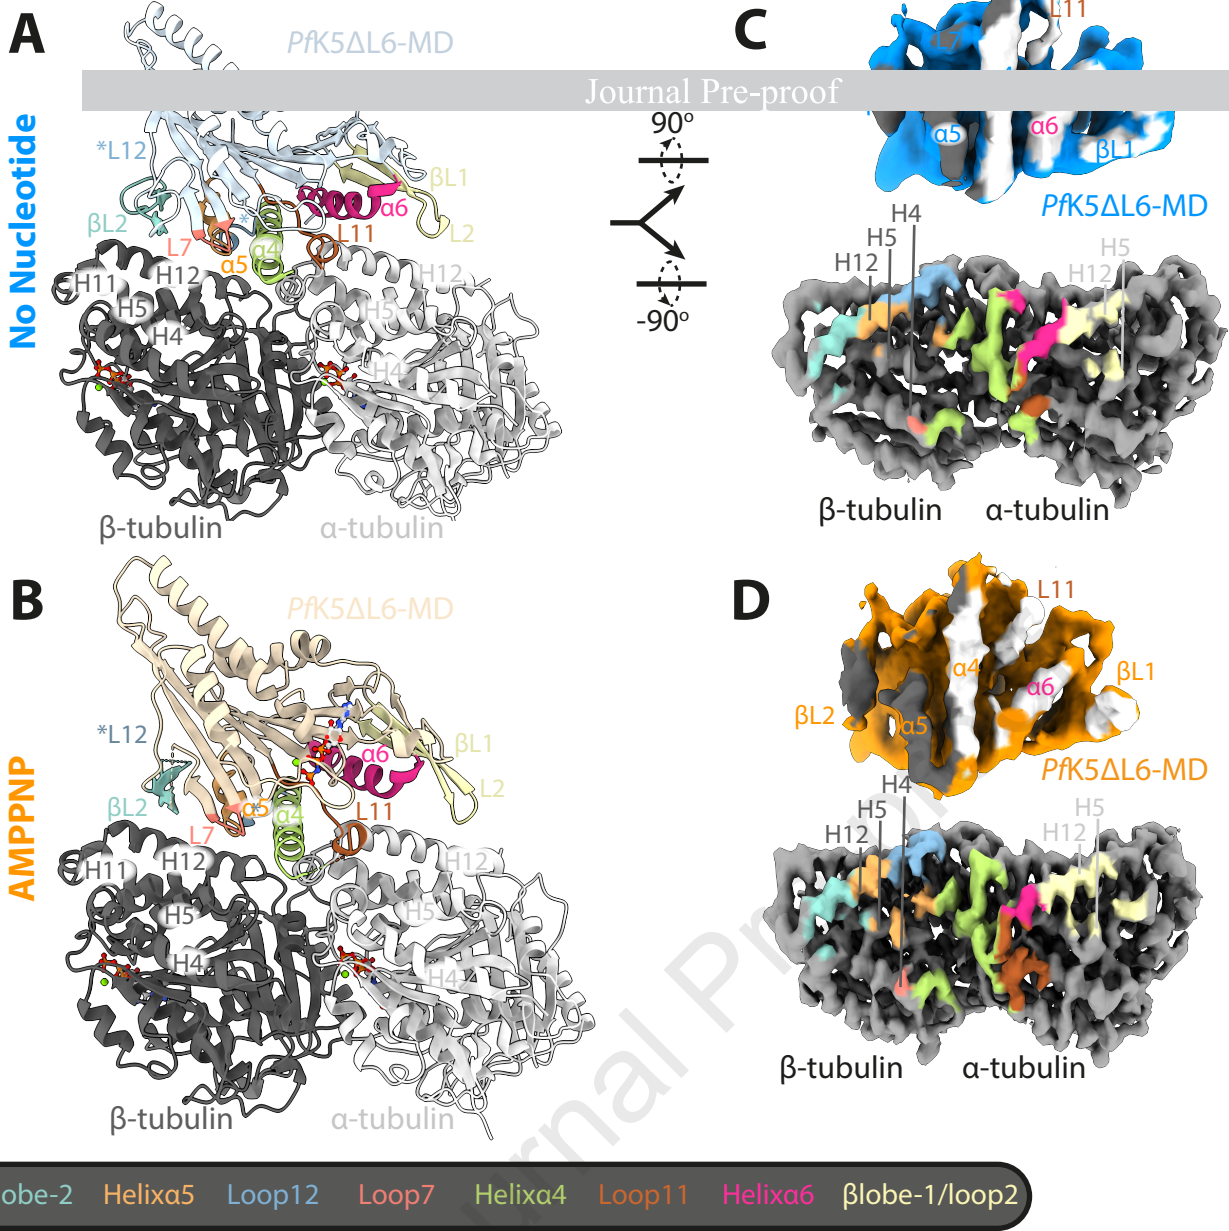 A
PfK5ΔL6-MD
Journal Pre-proof
No Nucleotide
*L12
βL2
L7
*
α5
α4
L11
α6
βL1
L2
H11
H12
H5
H4
H12
H5
H4
β-tubulin
α-tubulin
90°
-90°
C
L11
α5
α6
βL1
PfK5ΔL6-MD
H4
H5
H12
H5
H12
β-tubulin
α-tubulin
B
PfK5ΔL6-MD
AMPPNP
*L12
βL2
L7
α5
*
α4
L11
α6
βL1
L2
H11
H12
H5
H4
H12
H5
H4
β-tubulin
α-tubulin
D
L11
α4
α6
βL1
βL2
α5
PfK5ΔL6-MD
H4
H5
H12
H5
H12
β-tubulin
α-tubulin
obe-2 Helixα5 Loop12 Loop7 Helixα4 Loop11 Helixα6 βlobe-1/loop2